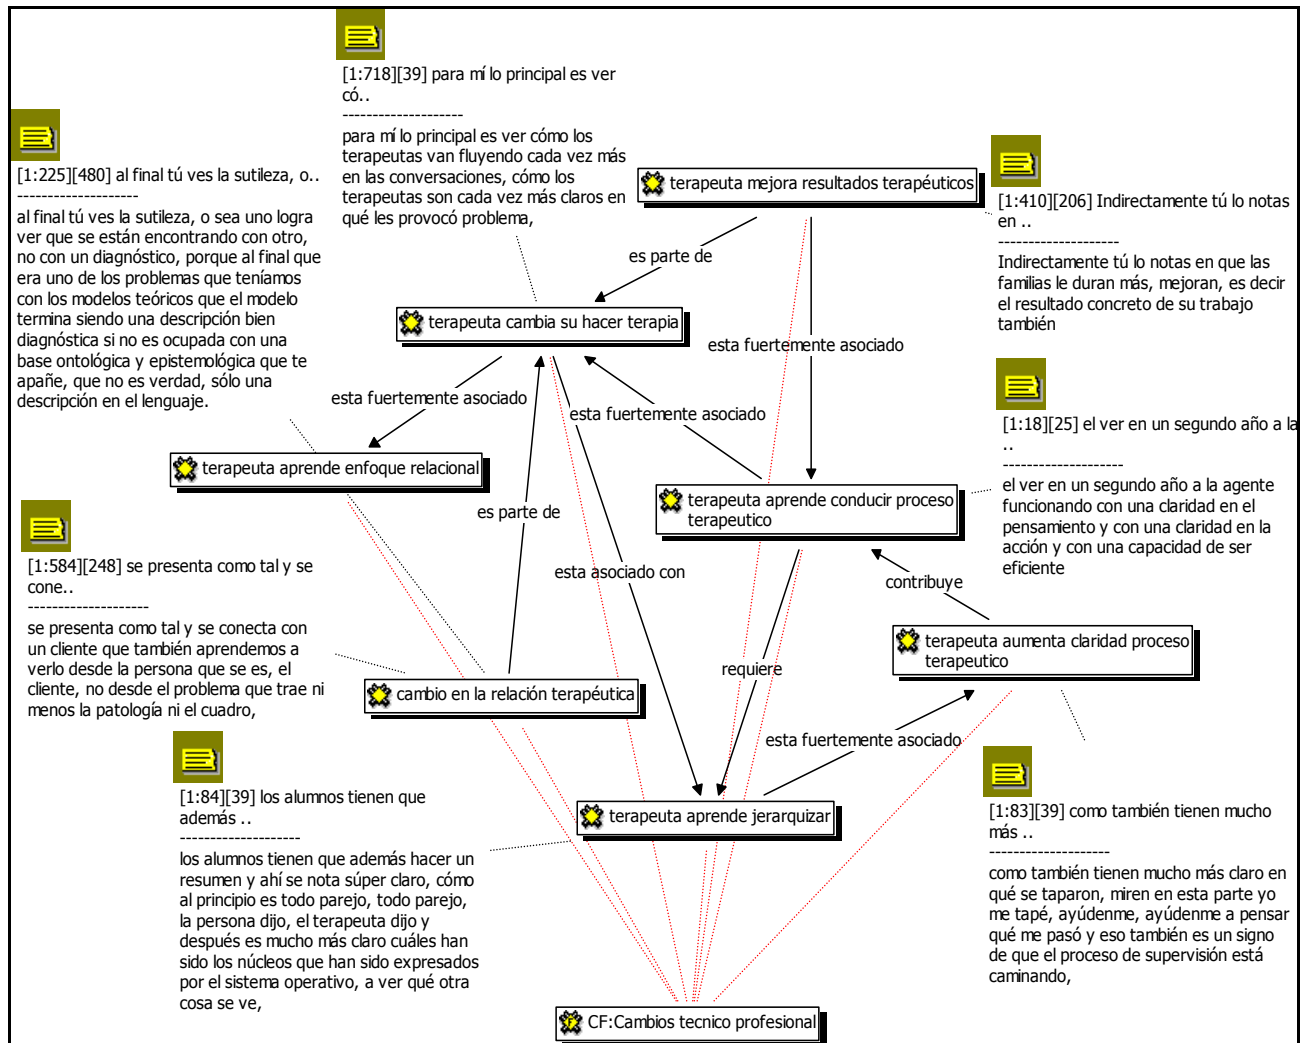 [1:718][39] para mí lo principal es ver
có..
--------------------
para mí lo principal es ver cómo los
terapeutas van fluyendo cada vez más
en las conversaciones, cómo los
terapeutas son cada vez más claros en
qué les provocó problema,
[1:225][480] al final tú ves la sutileza, o..
--------------------
al final tú ves la sutileza, o sea uno logra
ver que se están encontrando con otro,
no con un diagnóstico, porque al final que
era uno de los problemas que teníamos
con los modelos teóricos que el modelo
termina siendo una descripción bien
diagnóstica si no es ocupada con una
base ontológica y epistemológica que te
apañe, que no es verdad, sólo una
descripción en el lenguaje.
terapeuta mejora resultados terapéuticos
[1:410][206] Indirectamente tú lo notas
en ..
--------------------
Indirectamente tú lo notas en que las
familias le duran más, mejoran, es decir
el resultado concreto de su trabajo
también
es parte de
terapeuta cambia su hacer terapia
esta fuertemente asociado
esta fuertemente asociado
esta fuertemente asociado
[1:18][25] el ver en un segundo año a la
..
--------------------
el ver en un segundo año a la agente
funcionando con una claridad en el
pensamiento y con una claridad en la
acción y con una capacidad de ser
eficiente
terapeuta aprende enfoque relacional
terapeuta aprende conducir proceso
terapeutico
es parte de
[1:584][248] se presenta como tal y se
cone..
--------------------
se presenta como tal y se conecta con
un cliente que también aprendemos a
verlo desde la persona que se es, el
cliente, no desde el problema que trae ni
menos la patología ni el cuadro,
esta asociado con
contribuye
terapeuta aumenta claridad proceso
terapeutico
requiere
cambio en la relación terapéutica
esta fuertemente asociado
[1:84][39] los alumnos tienen que
además ..
--------------------
los alumnos tienen que además hacer un
resumen y ahí se nota súper claro, cómo
al principio es todo parejo, todo parejo,
la persona dijo, el terapeuta dijo y
después es mucho más claro cuáles han
sido los núcleos que han sido expresados
por el sistema operativo, a ver qué otra
cosa se ve,
terapeuta aprende jerarquizar
[1:83][39] como también tienen mucho
más ..
--------------------
como también tienen mucho más claro en
qué se taparon, miren en esta parte yo
me tapé, ayúdenme, ayúdenme a pensar
qué me pasó y eso también es un signo
de que el proceso de supervisión está
caminando,
F
CF:Cambios tecnico profesional